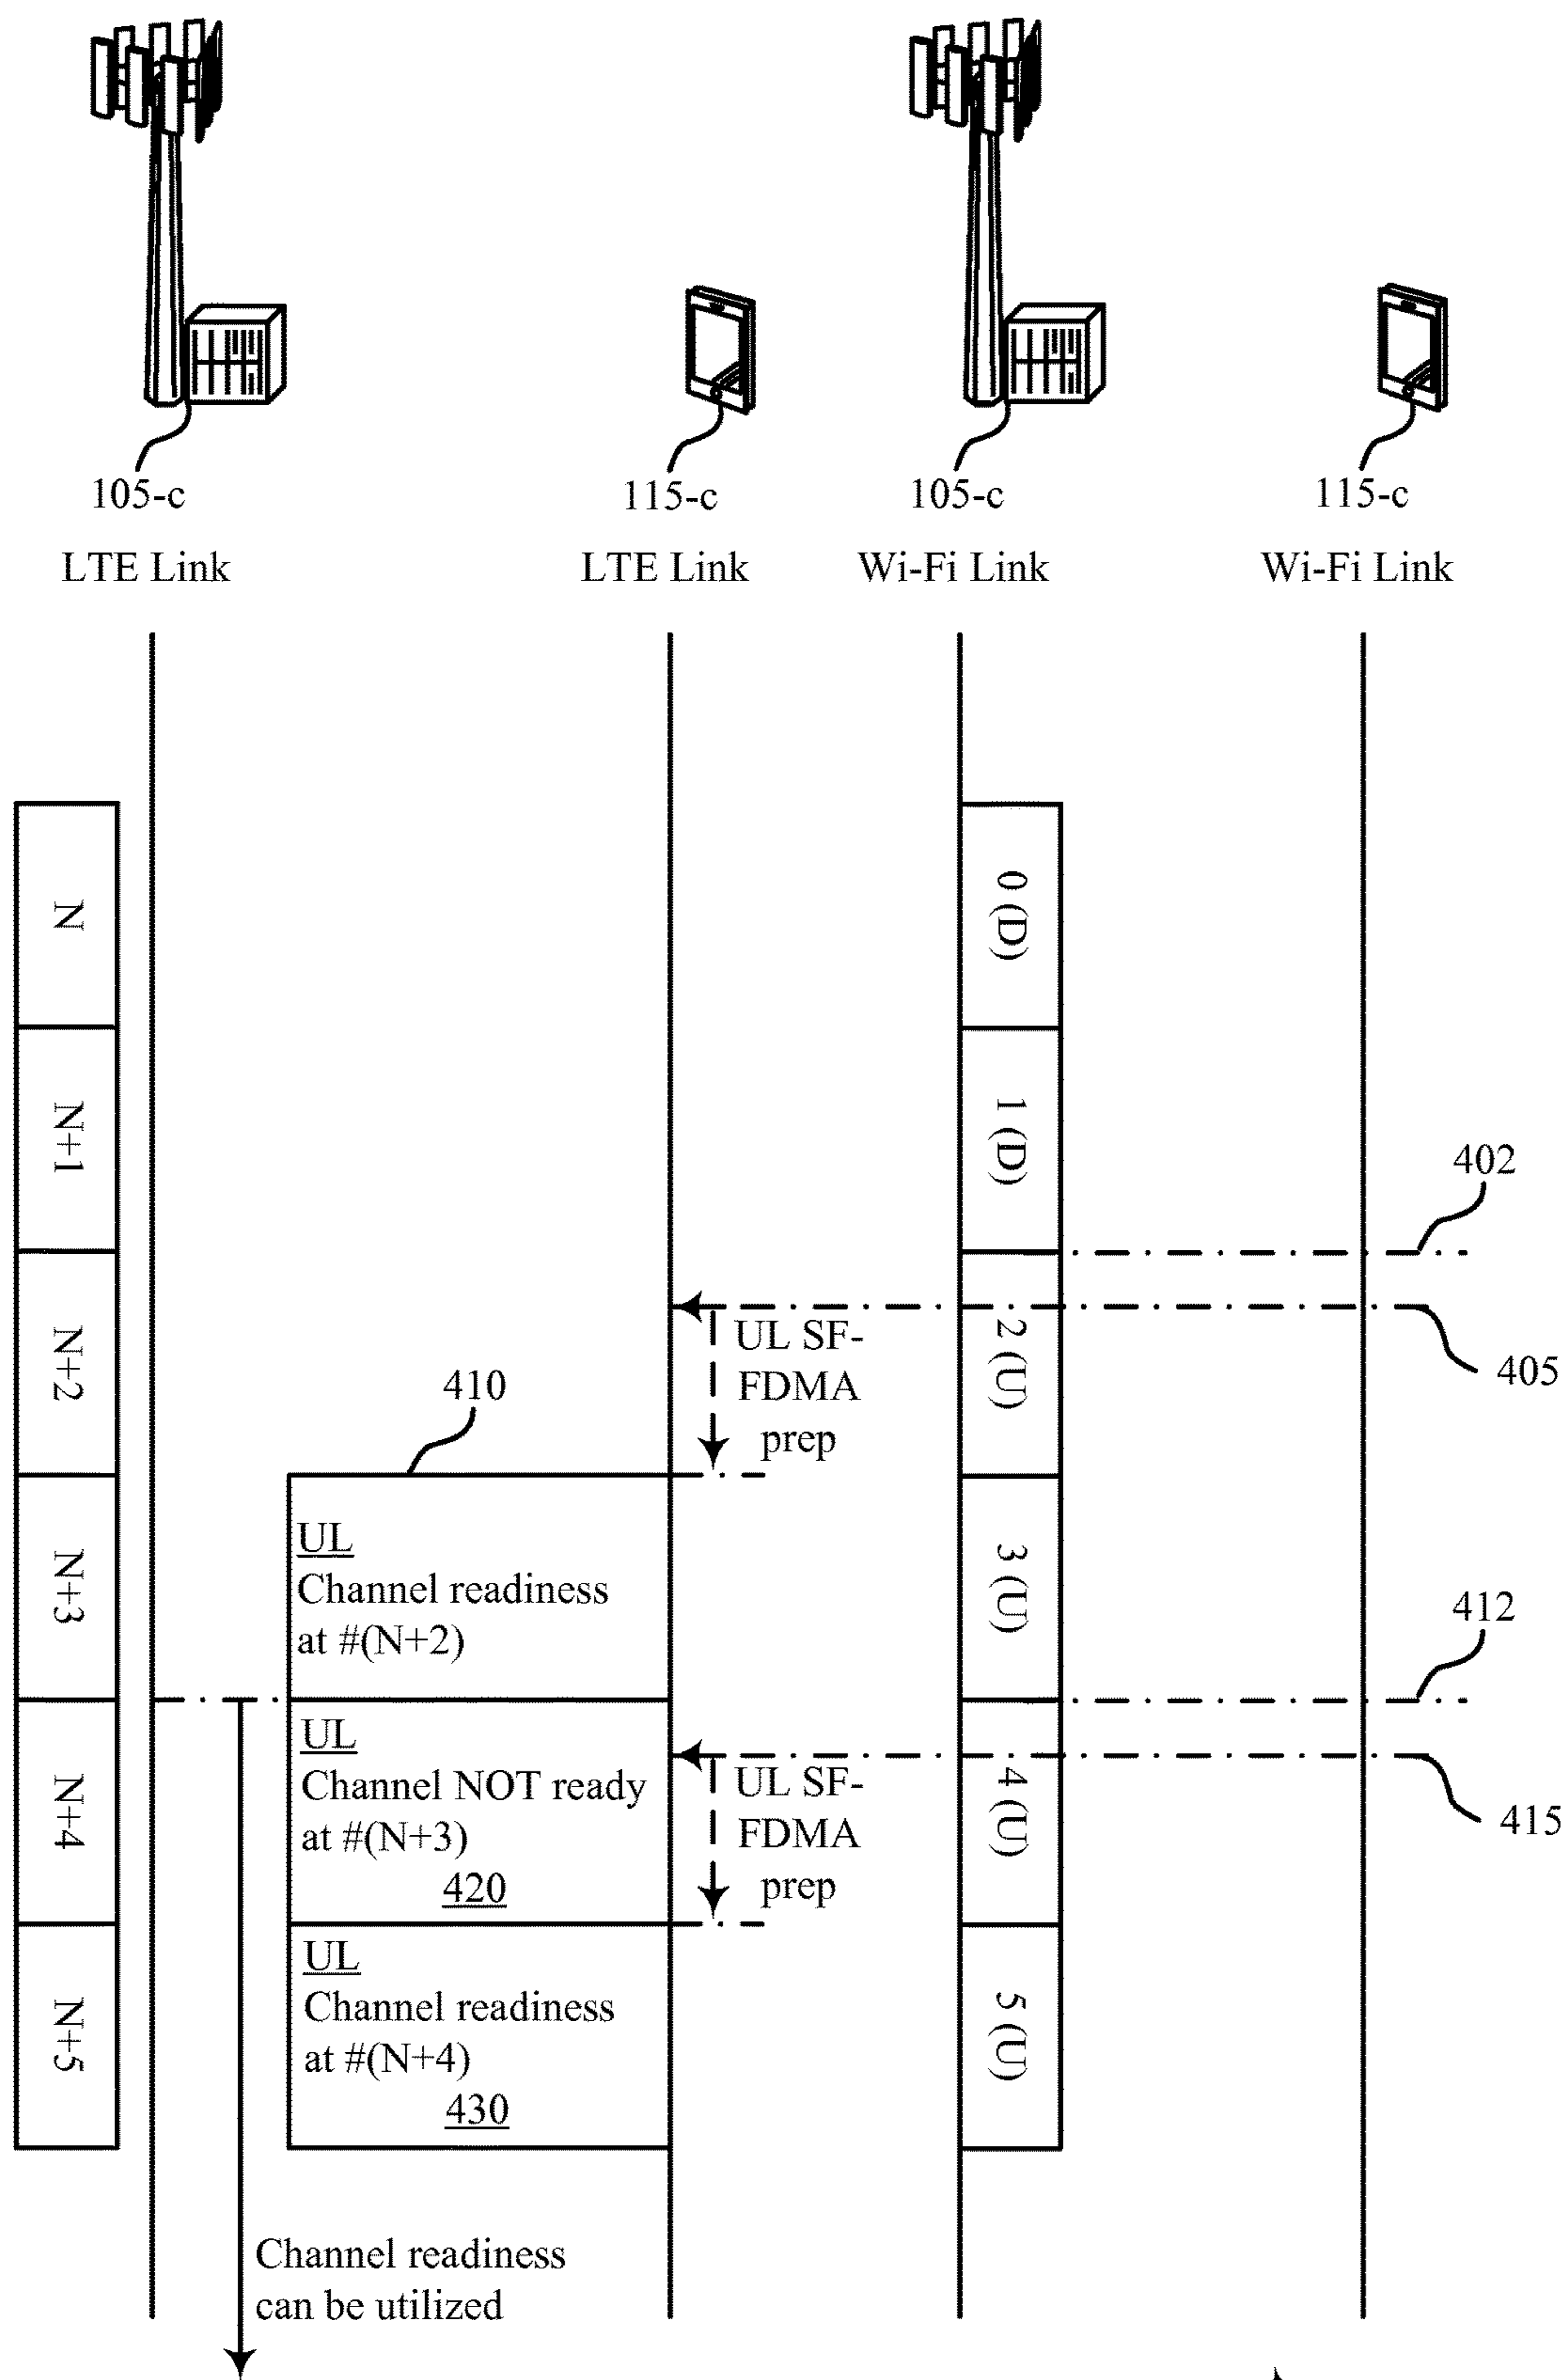 105-c
115-c
105-c
115-c
LTE Link
LTE Link
Wi-Fi Link
Wi-Fi Link
N
N+1
N+2
N+3
N+4
N+5
0 (D)
1 (D)
2 (U)
3 (U)
4 (U)
5 (U)
402
405
UL SF-
FDMA
prep
410
UL
Channel readiness
at #(N+2)
412
415
UL
Channel NOT ready
at #(N+3)
420
UL SF-
FDMA
prep
UL
Channel readiness
at #(N+4)
430
Channel readiness
can be utilized